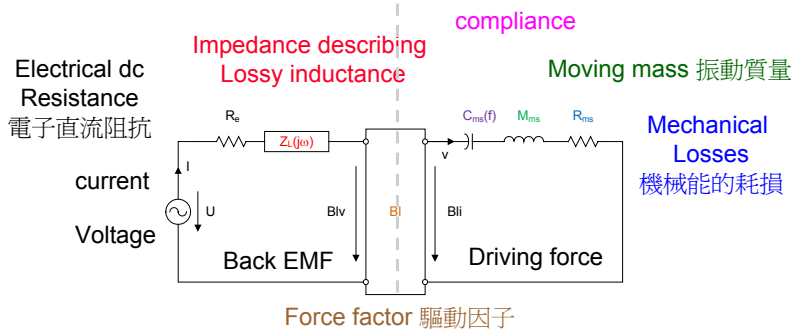 compliance
Impedance describing
Lossy inductance
Electrical dc
Resistance
電子直流阻抗
Moving mass 振動質量
Mechanical
Losses
機械能的耗損
Re
ZL(jω)
Cms(f)
Mms
Rms
I
v
current
U
Voltage
Blv
Bl
Bli
Back EMF
Driving force
Force factor 驅動因子